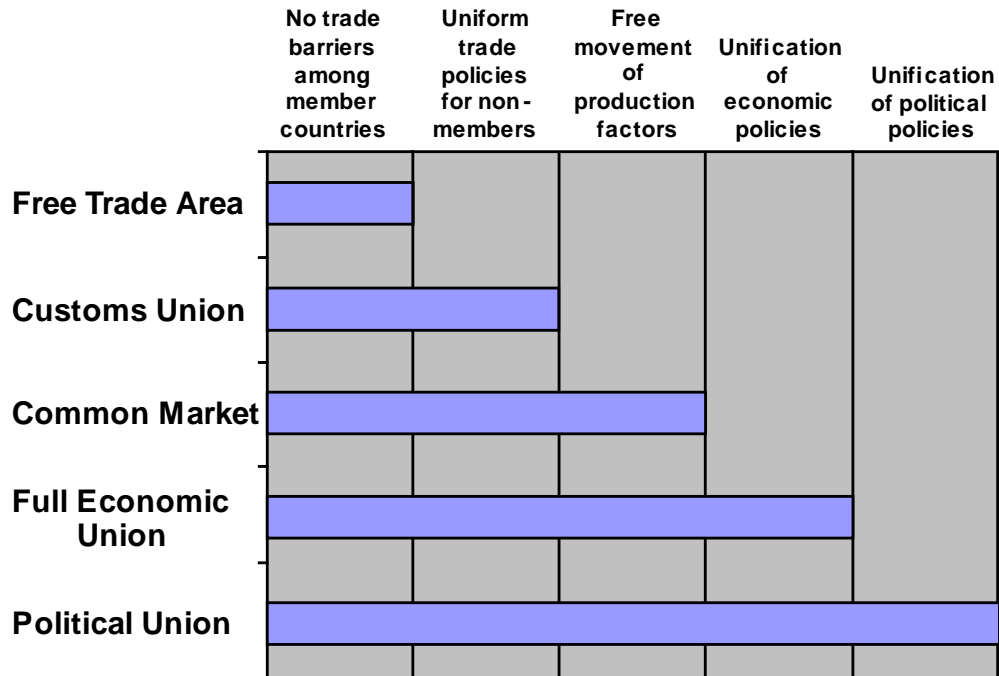 No trade
barriers
among
member
countries
Uniform
trade
policies
for non-
members
Free
movement
of
production
factors
Unification
of
economic
policies
Unification
of political
policies
Free Trade Area
Customs Union
Common Market
Full Economic
Union
Political Union